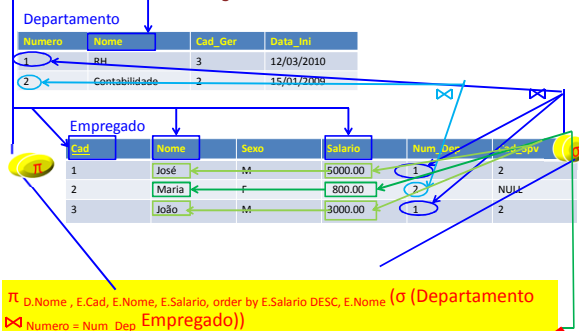 Departamento
Numero Nome Cad_Ger Data_Ini
1 RH 3 12/03/2010
2 Contabilidade 2 15/01/2009
⋈ ⋈
Empregado
Cad Nome Sexo Salario Num_Dep
π σ
1 José M 5000.00 1 2
2 Maria F 800.00 2 NULL
3 João M 3000.00 1 2
π D.Nome , E.Cad, E.Nome, E.Salario, order by E.Salario DESC, E.Nome (σ (Departamento
⋈ Numero = Num_Dep Empregado))